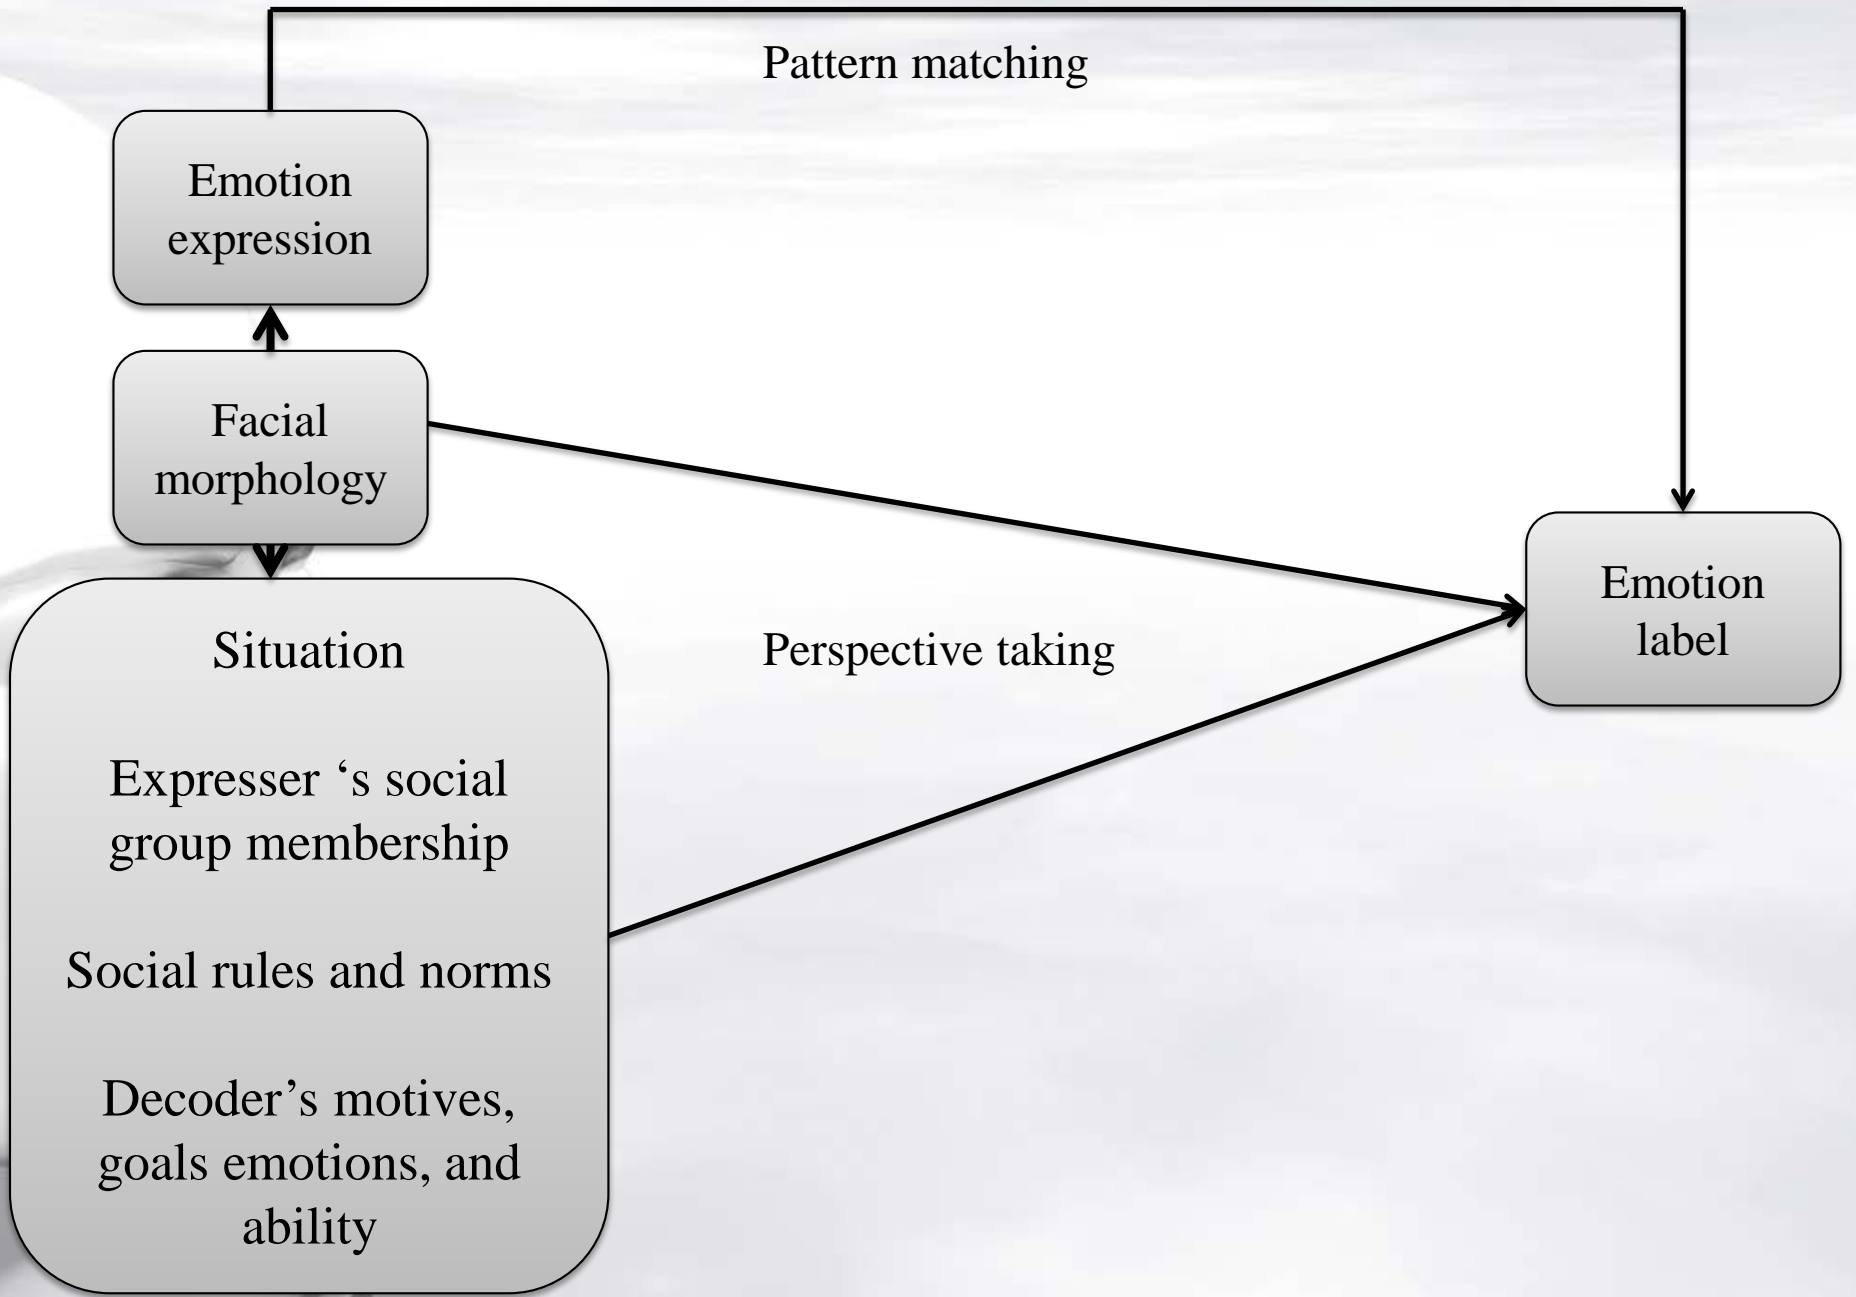 Pattern matching
Emotion
expression
Facial
morphology
Situation
Expresser ‘s social
group membership
Social rules and norms
Decoder’s motives,
goals emotions, and
ability
Perspective taking
Emotion
label